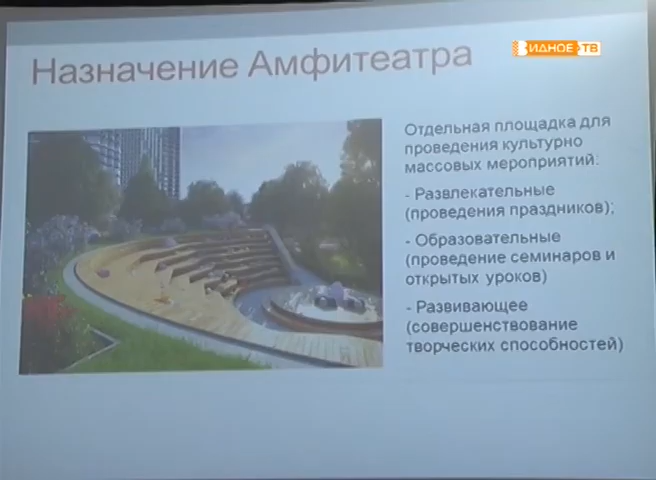 Назначение Амфитеатра
ВИДНОЕ ТВ
Отдельная площадка для
проведения культурно
массовых мероприятий:
- Развлекательные
(проведения праздников);
- Образовательные
(проведение семинаров и
открытых уроков)
- Развивающее
(совершенствование
творческих способностей)